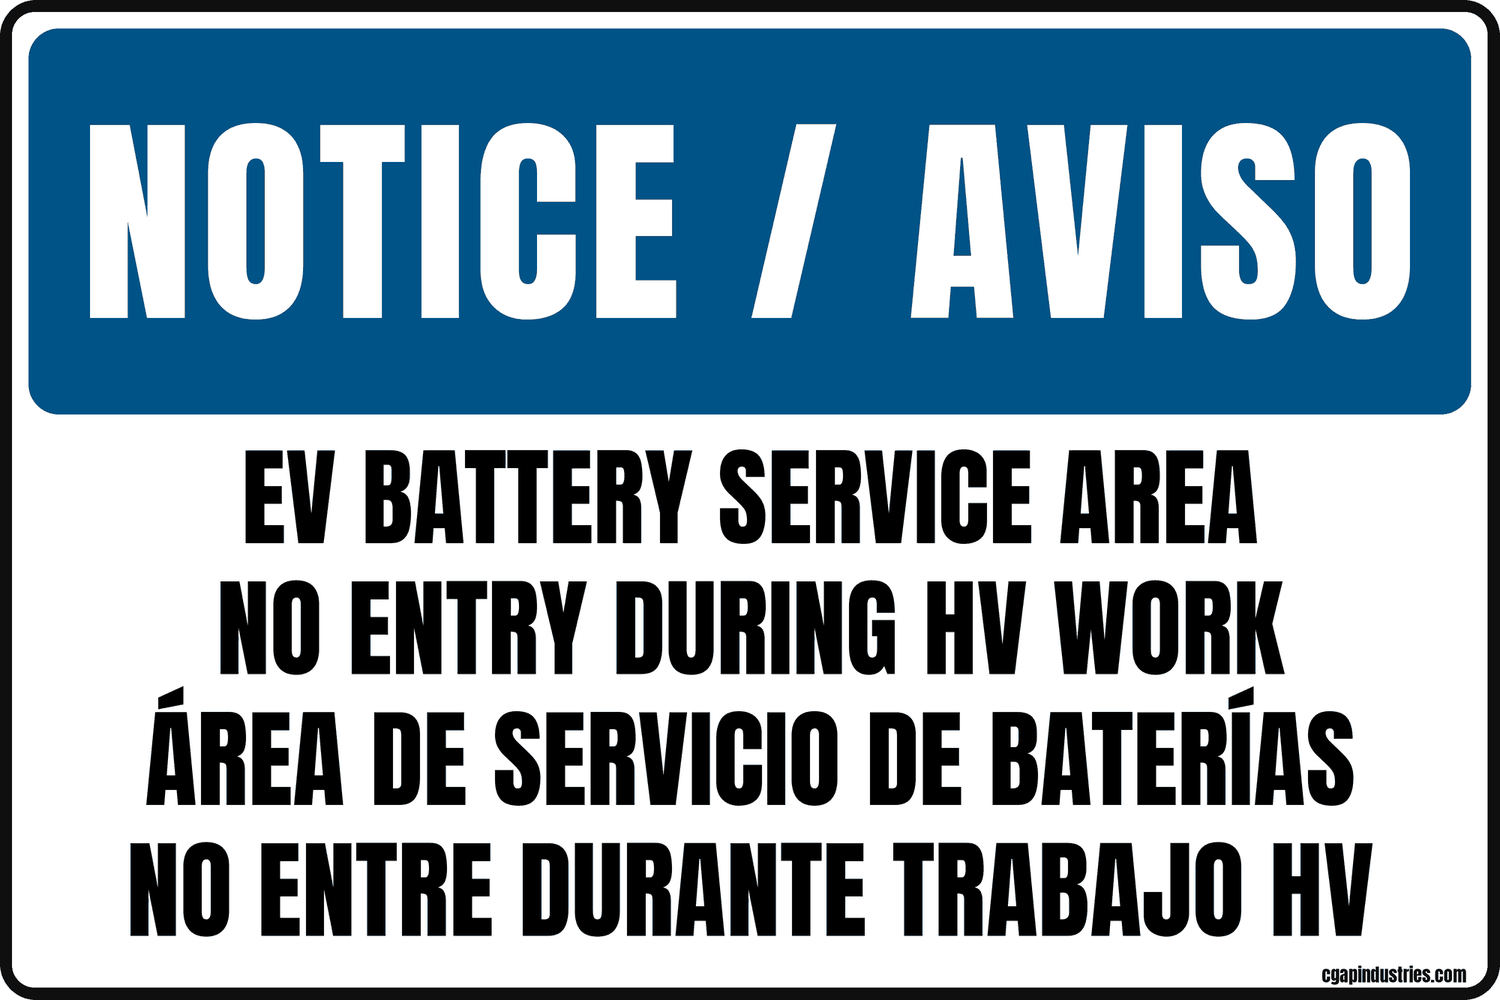 NOTICE / AVISO
EV BATTERY SERVICE AREA
NO ENTRY DURING HV WORK
ÁREA DE SERVICIO DE BATERÍAS
NO ENTRE DURANTE TRABAJO HV
cgapindustries.com